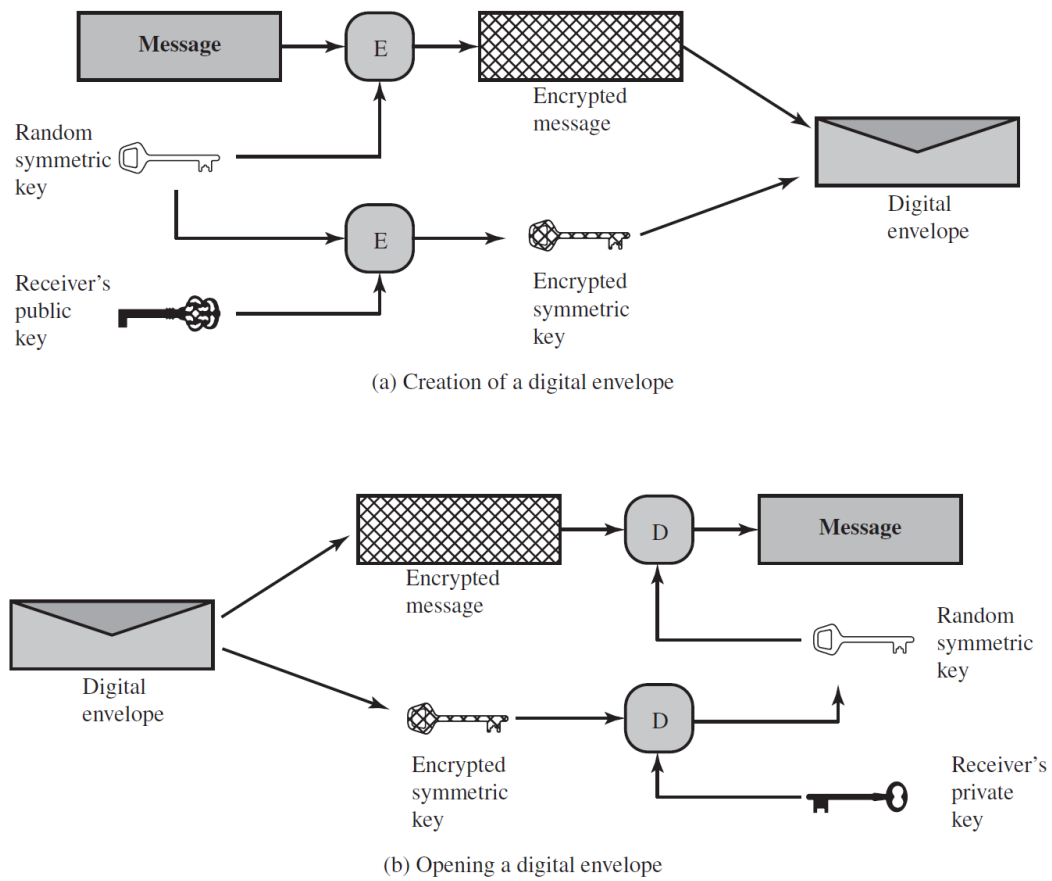 Message
E
Encrypted
message
Random
symmetric
key
Digital
envelope
E
Receiver's
public
key
Encrypted
symmetric
key
(a) Creation of a digital envelope
D
Message
Encrypted
message
Random
symmetric
key
Digital
envelope
D
Encrypted
symmetric
key
Receiver's
private
key
(b) Opening a digital envelope